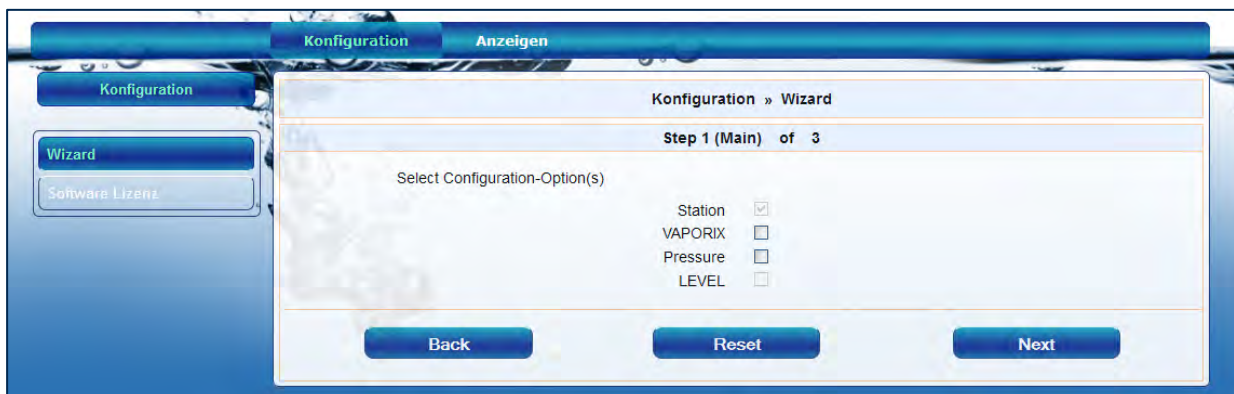 Konfiguration Anzeigen
Konfiguration
Wizard
Software Lizenz
Konfiguration » Wizard
Step 1 (Main) of 3
Select Configuration-Option(s)
Station
VAPORIX
Pressure
LEVEL
Back Reset Next